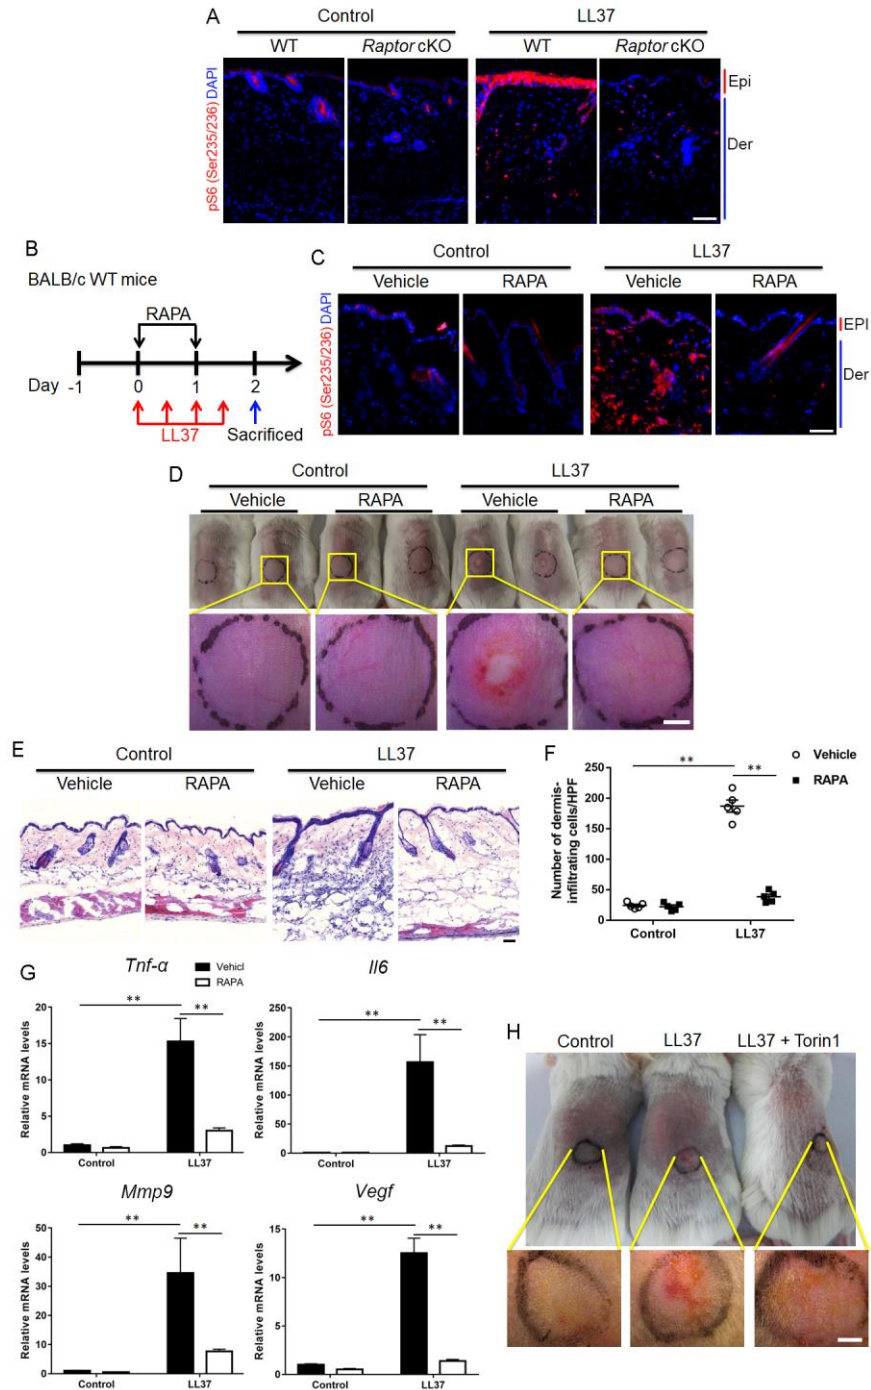 A
Control LL37
WT Raptor cKO WT Raptor cKO
pS6 (Ser235/236) DAPI
Epi
Der
B
BALB/c WT mice
RAPA
Day -1 0 1 2
LL37 Sacrificed
C
Control LL37
Vehicle RAPA Vehicle RAPA
pS6 (Ser235/236) DAPI
EPI
Der
D
Control LL37
Vehicle RAPA Vehicle RAPA
E
Control LL37
Vehicle RAPA Vehicle RAPA
F
Number of dermis-
infiltrating cells/HPF
250
200
150
100
50
0
** **
Vehicle
RAPA
Control LL37
G
Tnf-α
Vehicl
RAPA
Relative mRNA levels
20
15
10
5
0
** **
Control LL37
Il6
Relative mRNA levels
250
200
150
100
50
0
** **
Control LL37
Mmp9
Relative mRNA levels
50
40
30
20
10
0
** **
Control LL37
Vegf
Relative mRNA levels
15
10
5
0
** **
Control LL37
H
Control LL37 LL37 + Torin1